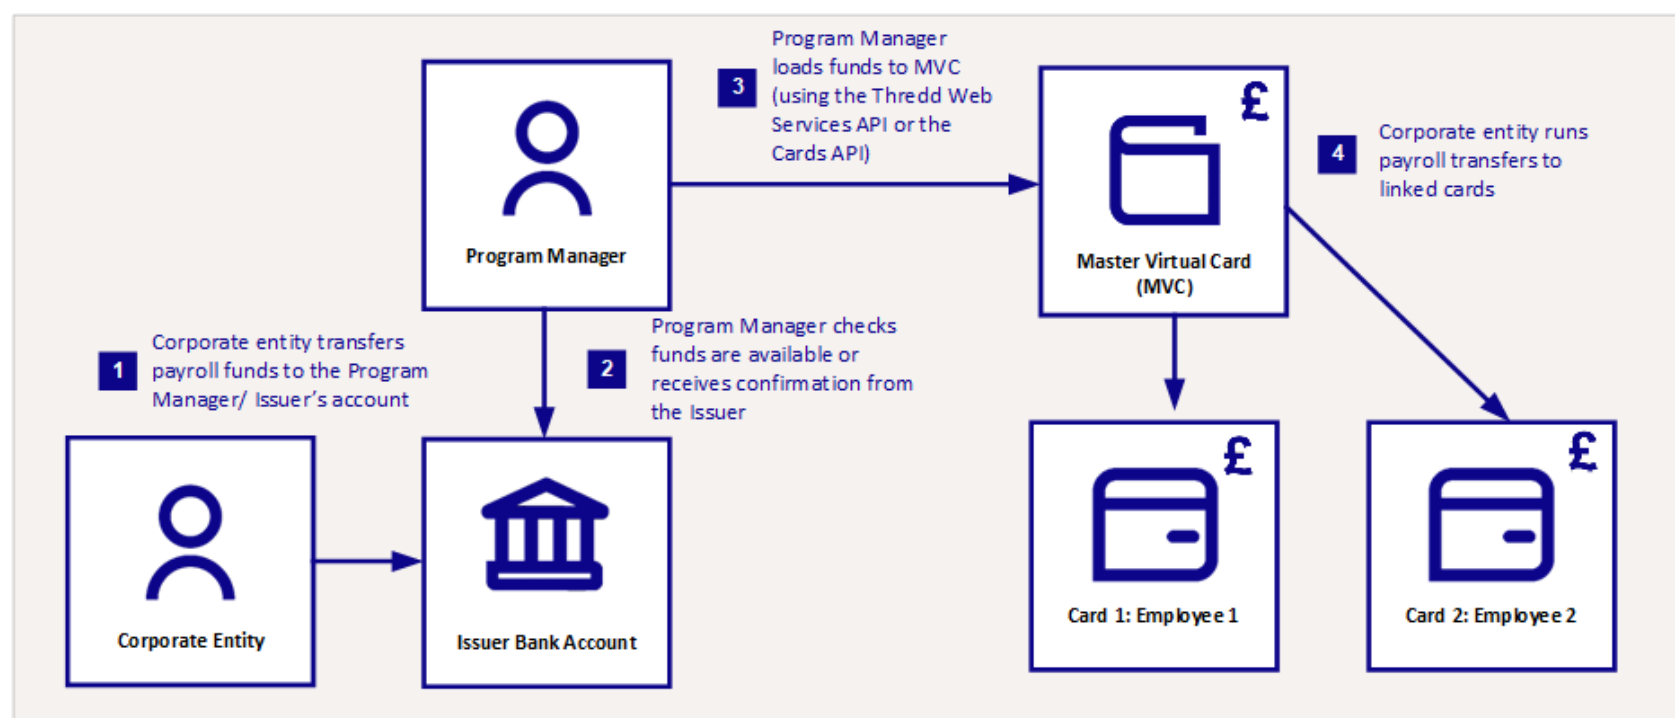 3
Program Manager
loads funds to MVC
(using the Thredd Web
Services API or the
Cards API)
£
4
Corporate entity runs
payroll transfers to
linked cards
Program Manager
Master Virtual Card
(MVC)
1
Corporate entity transfers
payroll funds to the Program
Manager/ Issuer’s account
2
Program Manager checks
funds are available or
receives confirmation from
the Issuer
£
£
Corporate Entity
Issuer Bank Account
Card 1: Employee 1
Card 2: Employee 2